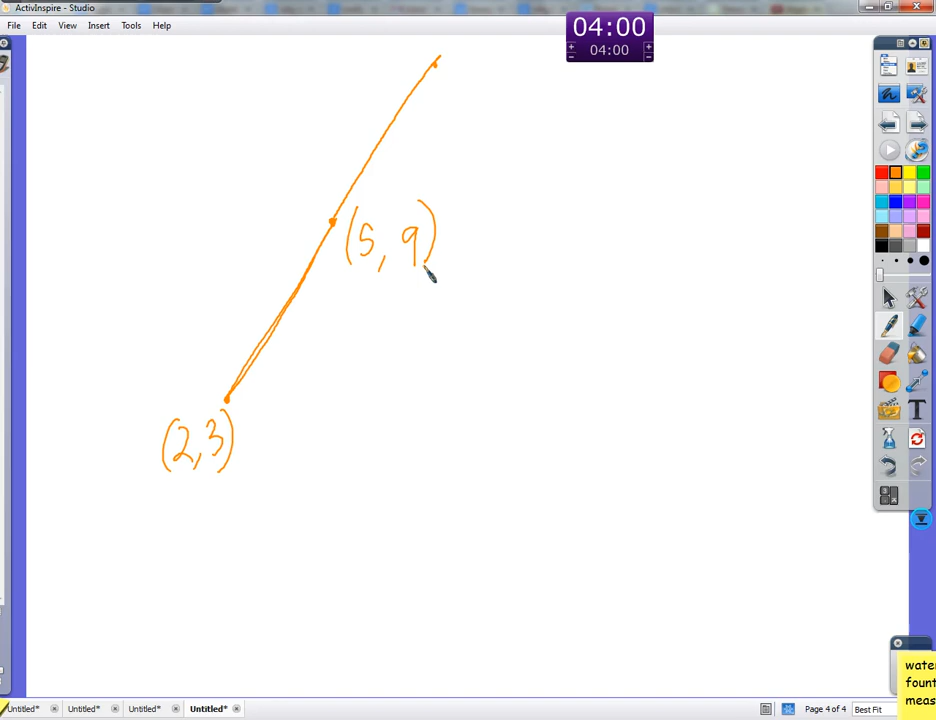 ActivInspire - Studio
File Edit View Insert Tools Help
04:00
04:00
(5, 9)
(2,3)
wate
fount
meas
Untitled* Untitled* Untitled* Untitled*
Page 4 of 4
Best Fit